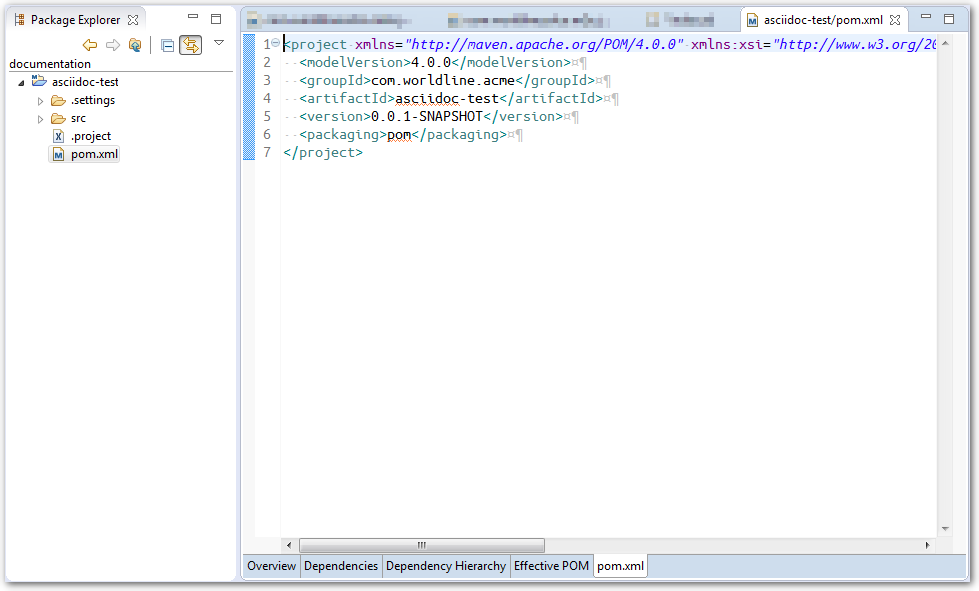 Package Explorer
documentation
asciidoc-test
.settings
src
.project
pom.xml
asciidoc-test/pom.xml
1 <project xmlns="http://maven.apache.org/POM/4.0.0" xmlns:xsi="http://www.w3.org/20
2 <modelVersion>4.0.0</modelVersion>¤¶
3 <groupId>com.worldline.acme</groupId>¤¶
4 <artifactId>asciidoc-test</artifactId>¤¶
5 <version>0.0.1-SNAPSHOT</version>¤¶
6 <packaging>pom</packaging>¤¶
7 </project>
Overview Dependencies Dependency Hierarchy Effective POM pom.xml